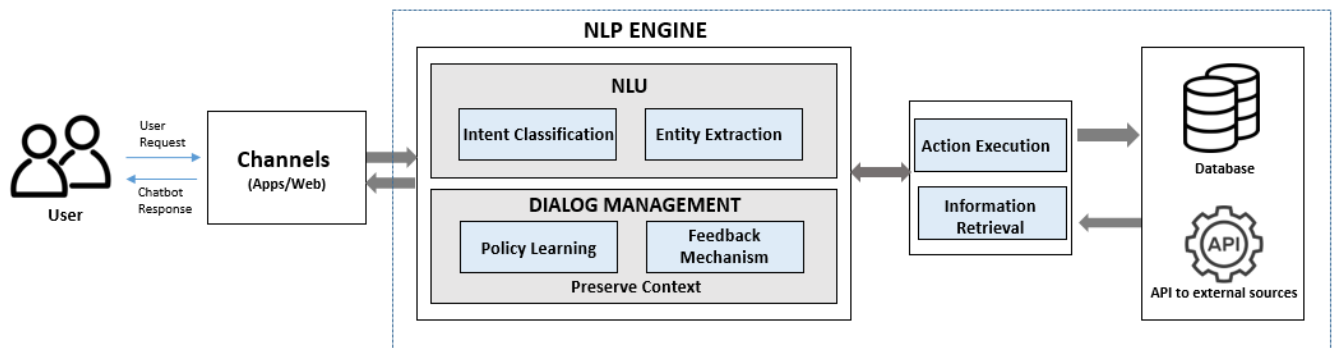 NLP ENGINE
User
Request
Chatbot
Response
User
Channels
(Apps/Web)
NLU
Intent Classification
Entity Extraction
DIALOG MANAGEMENT
Policy Learning
Feedback
Mechanism
Preserve Context
Action Execution
Information
Retrieval
Database
API
API to external sources